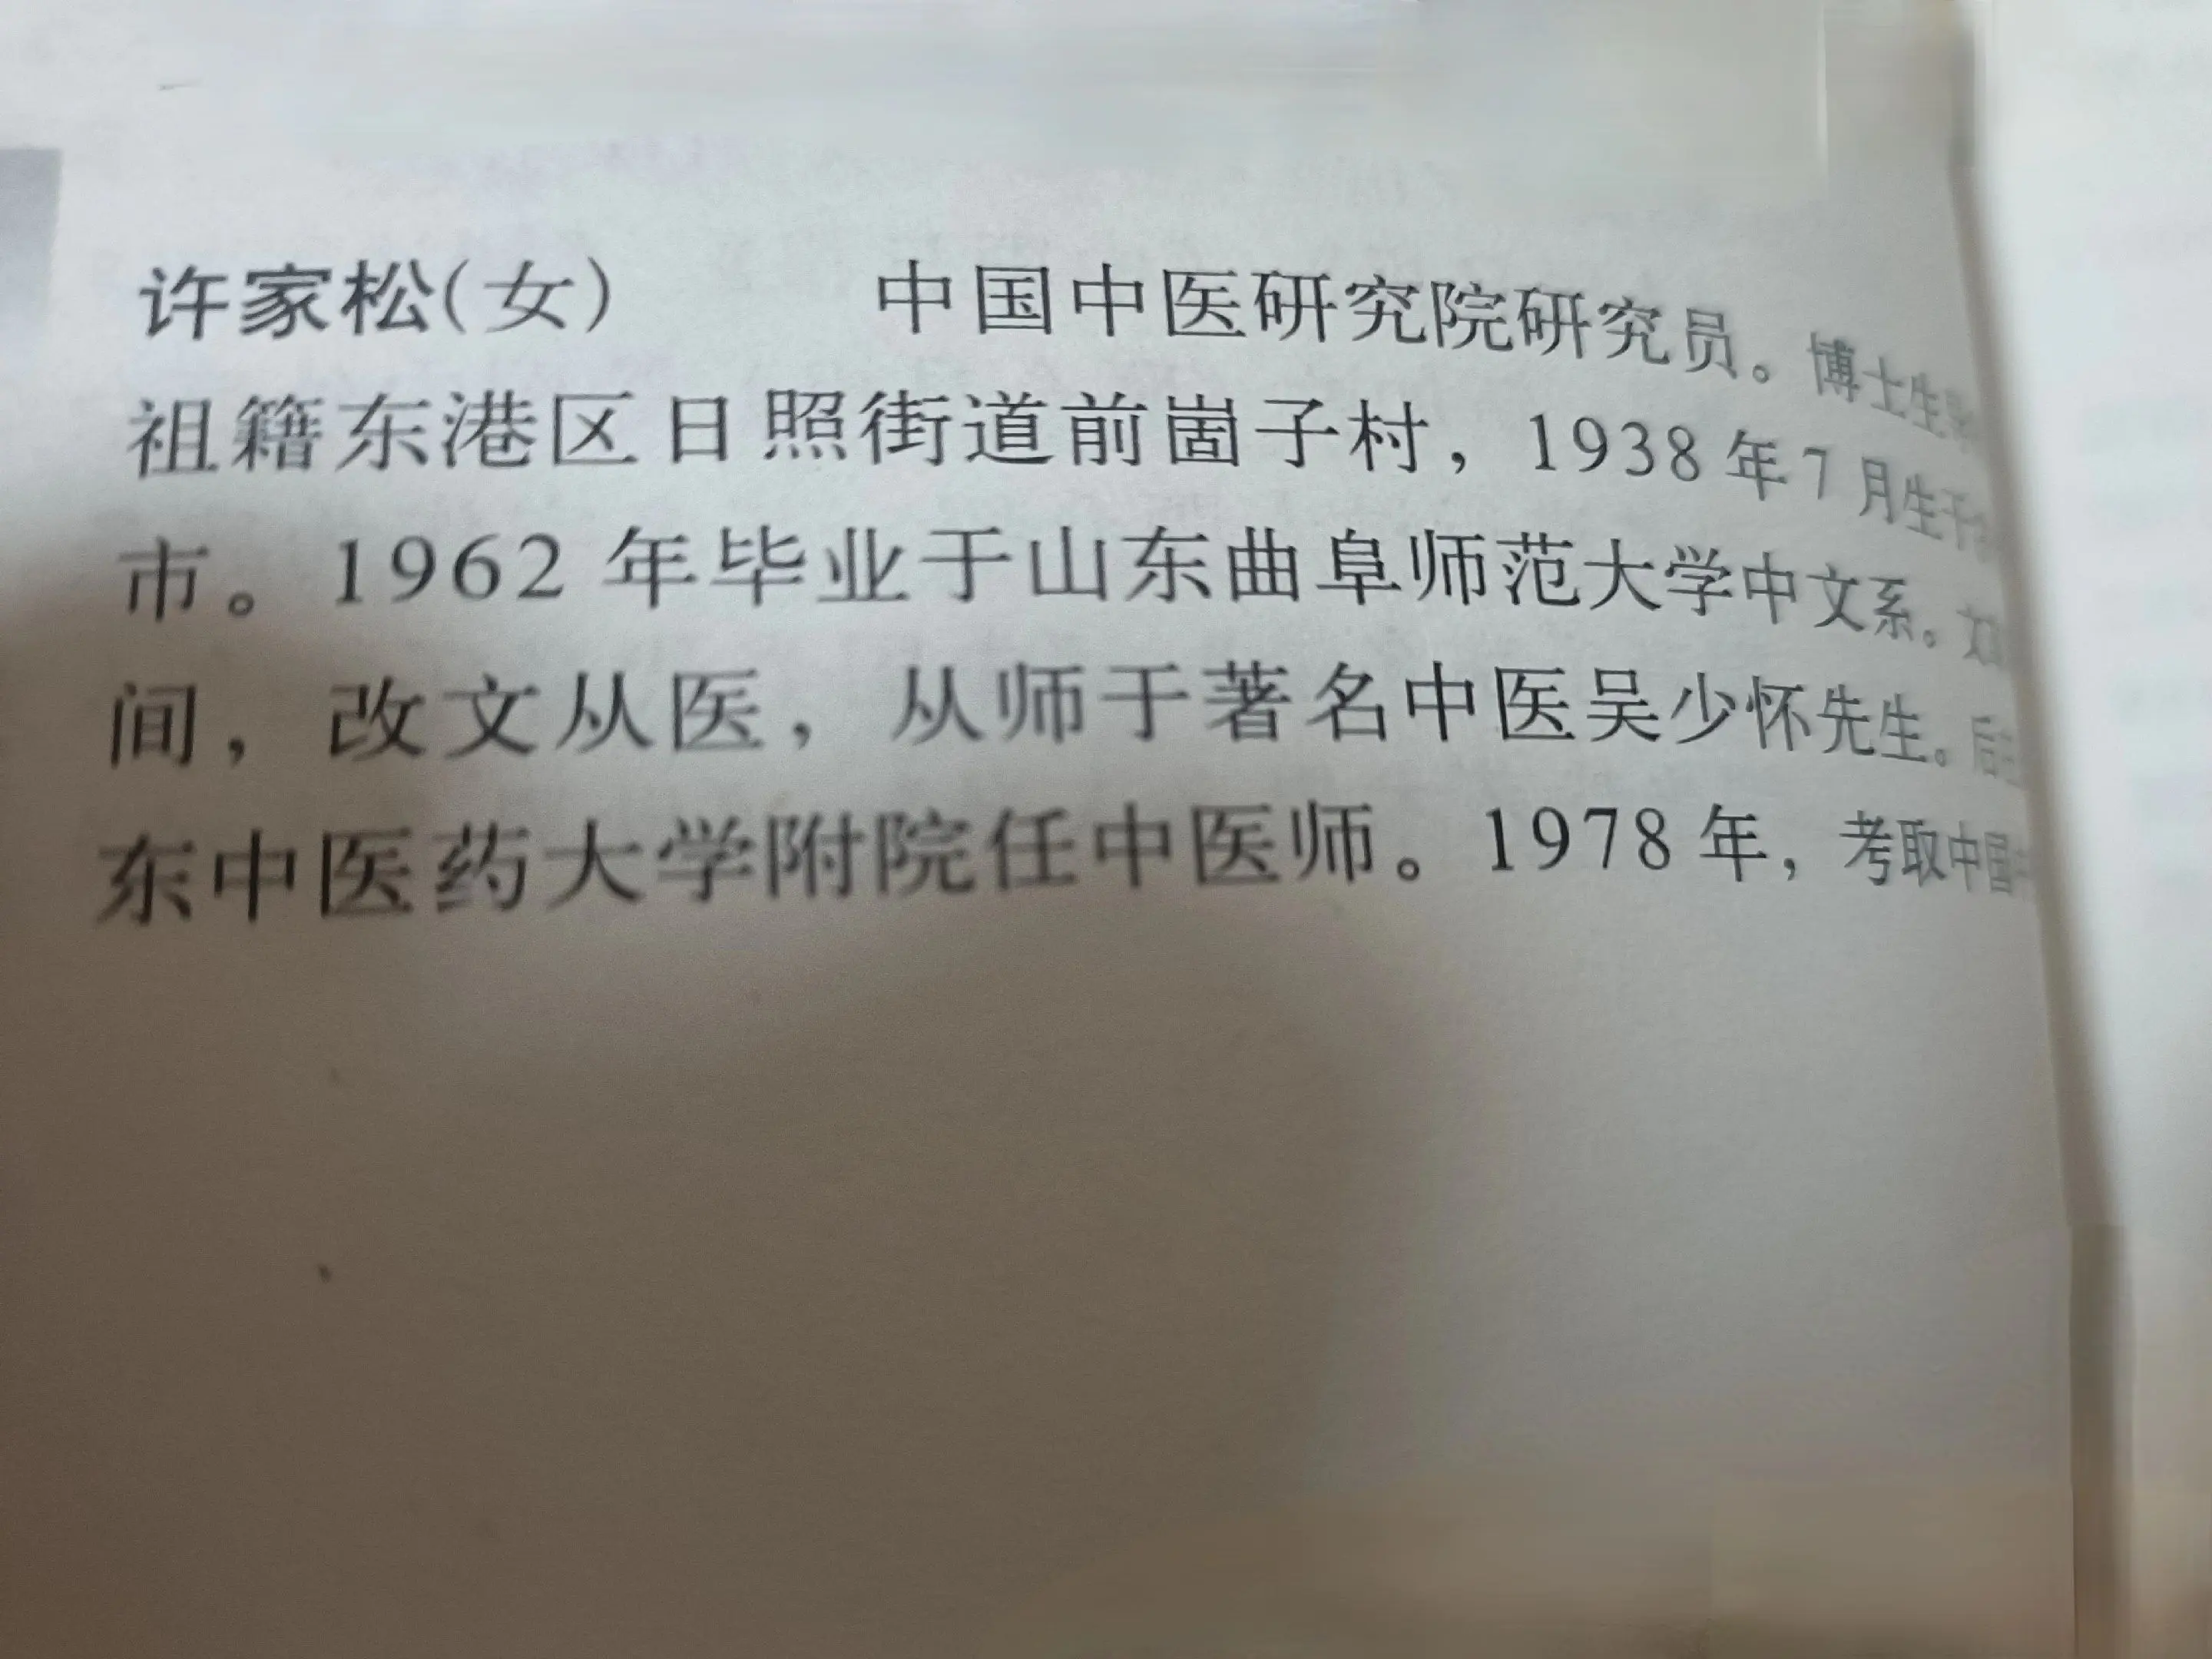 许家松(女) 中国中医研究院研究员。博士生
祖籍东港区日照街道前崮子村，1938年7月生于
市。1962年毕业于山东曲阜师范大学中文系。
间，改文从医，从师于著名中医吴少怀先生。后
东中医药大学附院任中医师。1978年，考取中国